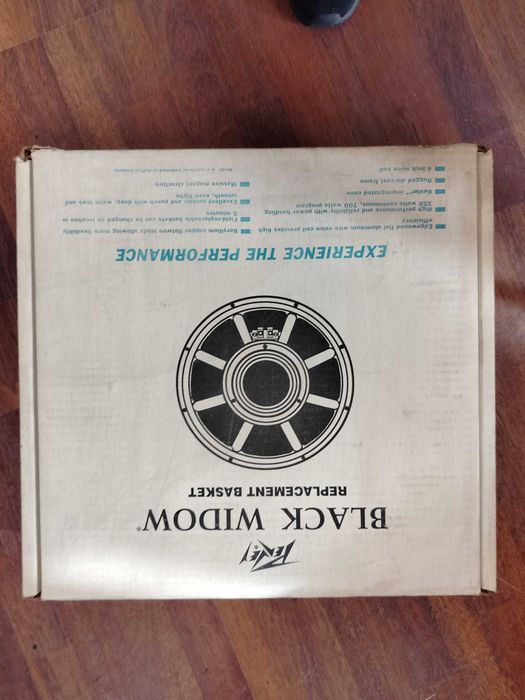 PEAVEY®
BLACK WIDOW®
REPLACEMENT BASKET
EXPERIENCE THE PERFORMANCE
Edgewound flat aluminum wire voice coil provides high
efficiency
High performance and reliability with power handling
350 watts continuous, 700 watts program
Kevlar™ impregnated cone
Rugged die-cast frame
4 inch voice coil
Beryllium copper flatwire leads allowing more flexibility
Field-replaceable baskets can be changed on location in
5 minutes
Excellent sustain and punch with deep, warm lows and
smooth, even highs
Massive magnet structure